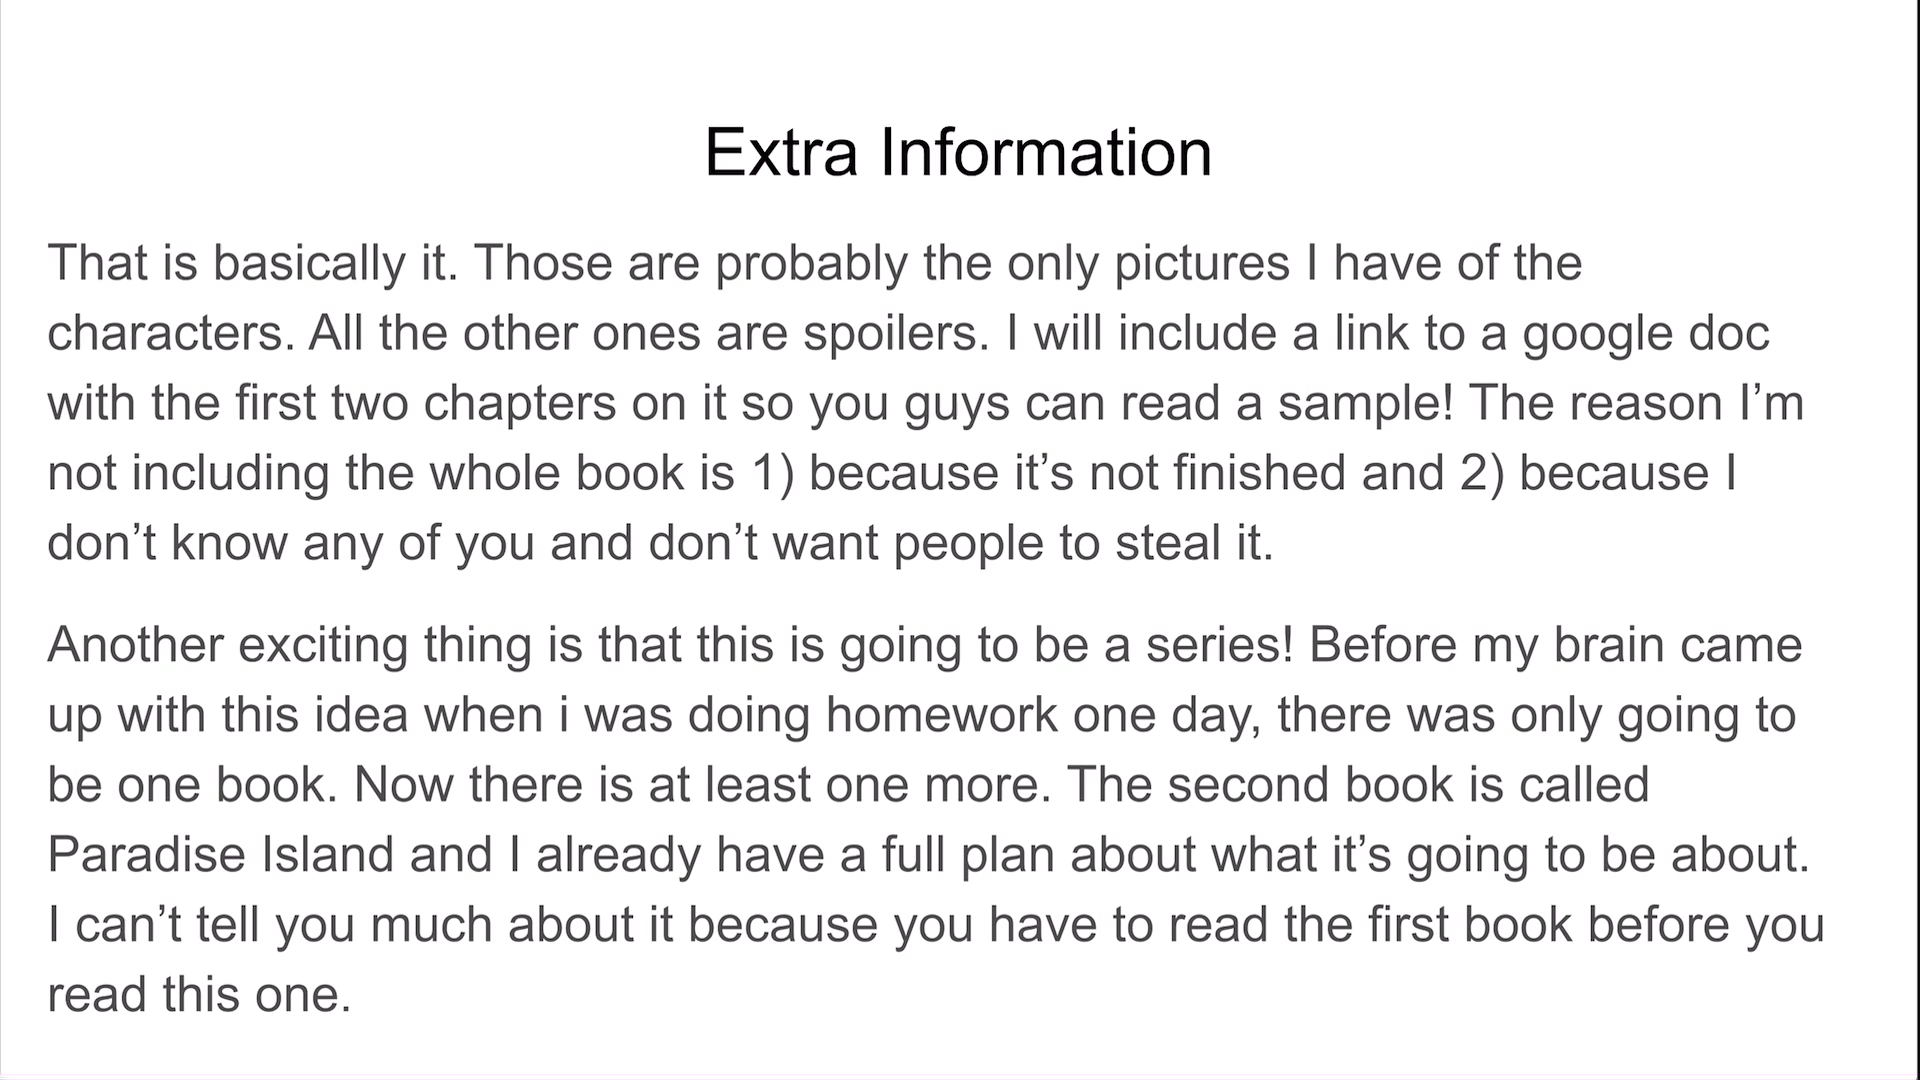 Extra Information
That is basically it. Those are probably the only pictures I have of the
characters. All the other ones are spoilers. I will include a link to a google doc
with the first two chapters on it so you guys can read a sample! The reason I’m
not including the whole book is 1) because it’s not finished and 2) because I
don’t know any of you and don’t want people to steal it.
Another exciting thing is that this is going to be a series! Before my brain came
up with this idea when i was doing homework one day, there was only going to
be one book. Now there is at least one more. The second book is called
Paradise Island and I already have a full plan about what it’s going to be about.
I can’t tell you much about it because you have to read the first book before you
read this one.